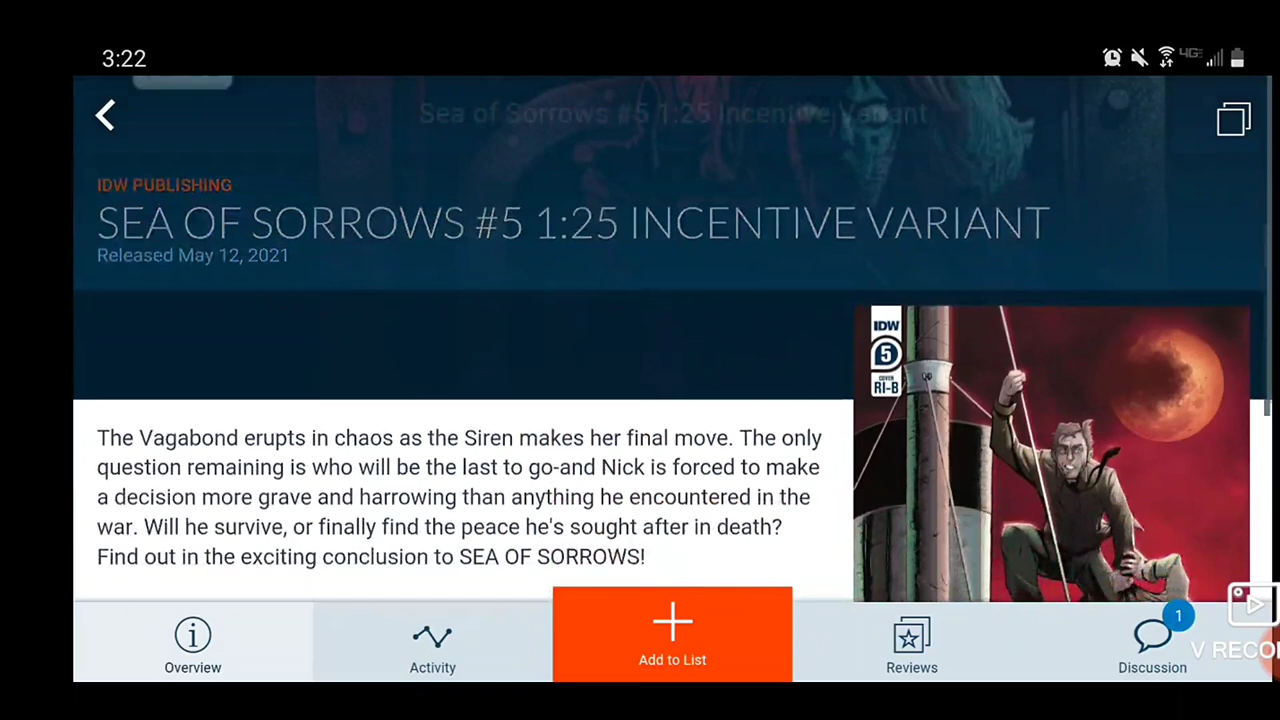 3:22
4G
Sea of Sorrows #5 1:25 Incentive Variant
IDW PUBLISHING
SEA OF SORROWS #5 1:25 INCENTIVE VARIANT
Released May 12, 2021
IDW
5
COVER
RI-B
The Vagabond erupts in chaos as the Siren makes her final move. The only
question remaining is who will be the last to go-and Nick is forced to make
a decision more grave and harrowing than anything he encountered in the
war. Will he survive, or finally find the peace he's sought after in death?
Find out in the exciting conclusion to SEA OF SORROWS!
Overview
Activity
Add to List
Reviews
1
Discussion
V RECO